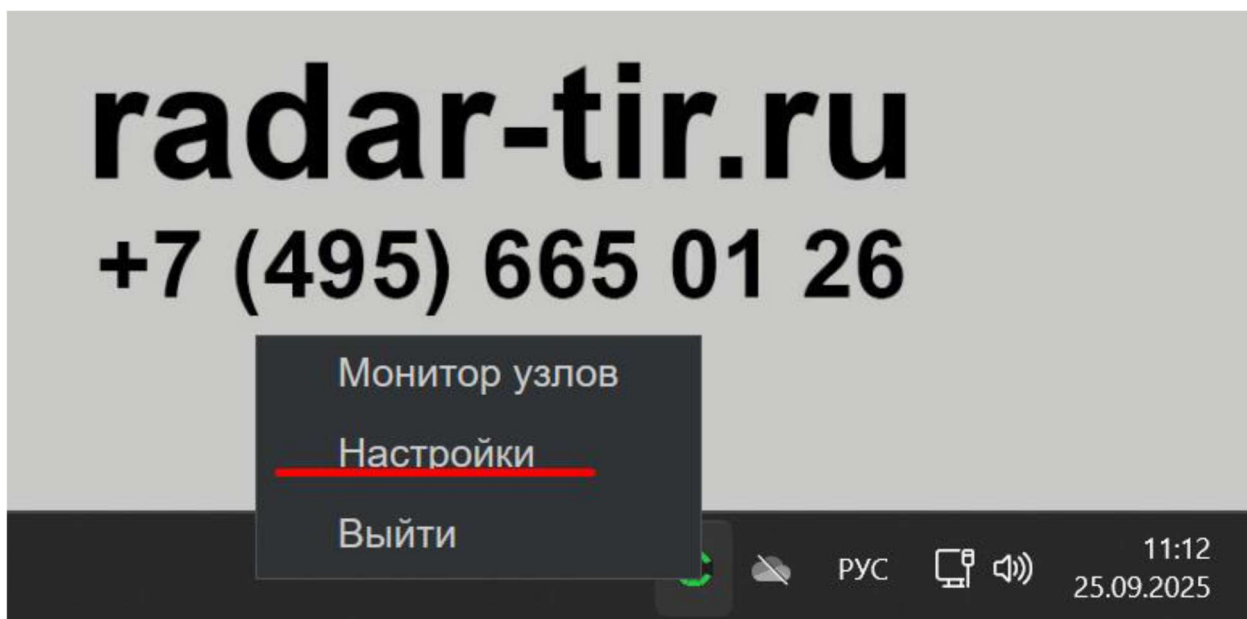 radar-tir.ru
+7 (495) 665 01 26
Монитор узлов
Настройки
Выйти
РУС
11:12
25.09.2025